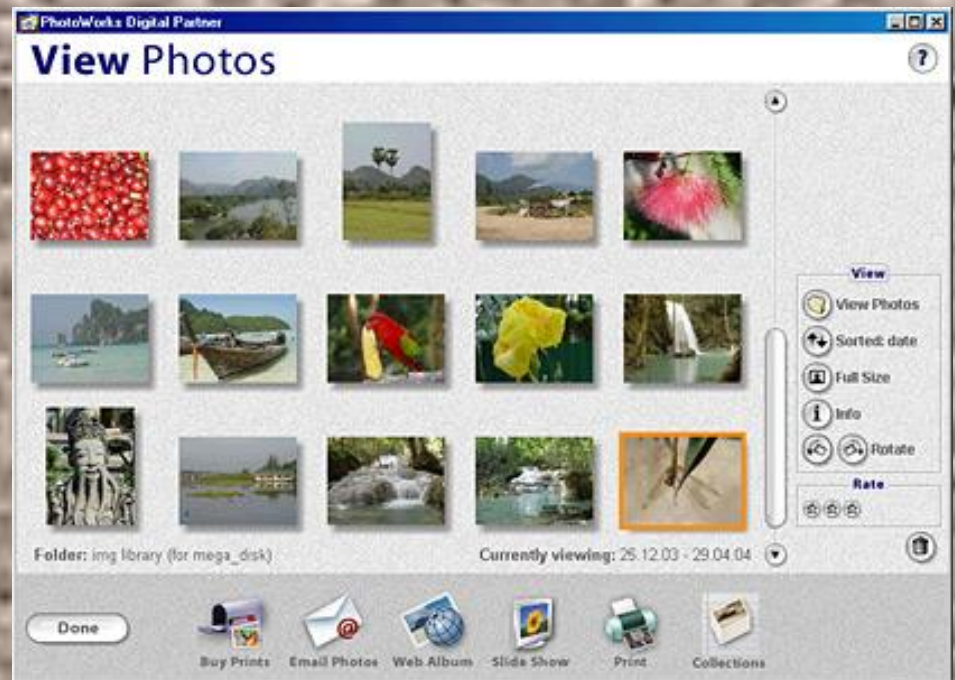 PhotoWorks Digital Partner
View Photos
?
View
View Photos
Sorted: date
Full Size
i Info
Rotate
Rate
Folder: img library (for mega_disk)
Currently viewing: 25.12.03 - 29.04.04
Done
Buy Prints
Email Photos
Web Album
Slide Show
Print
Collections